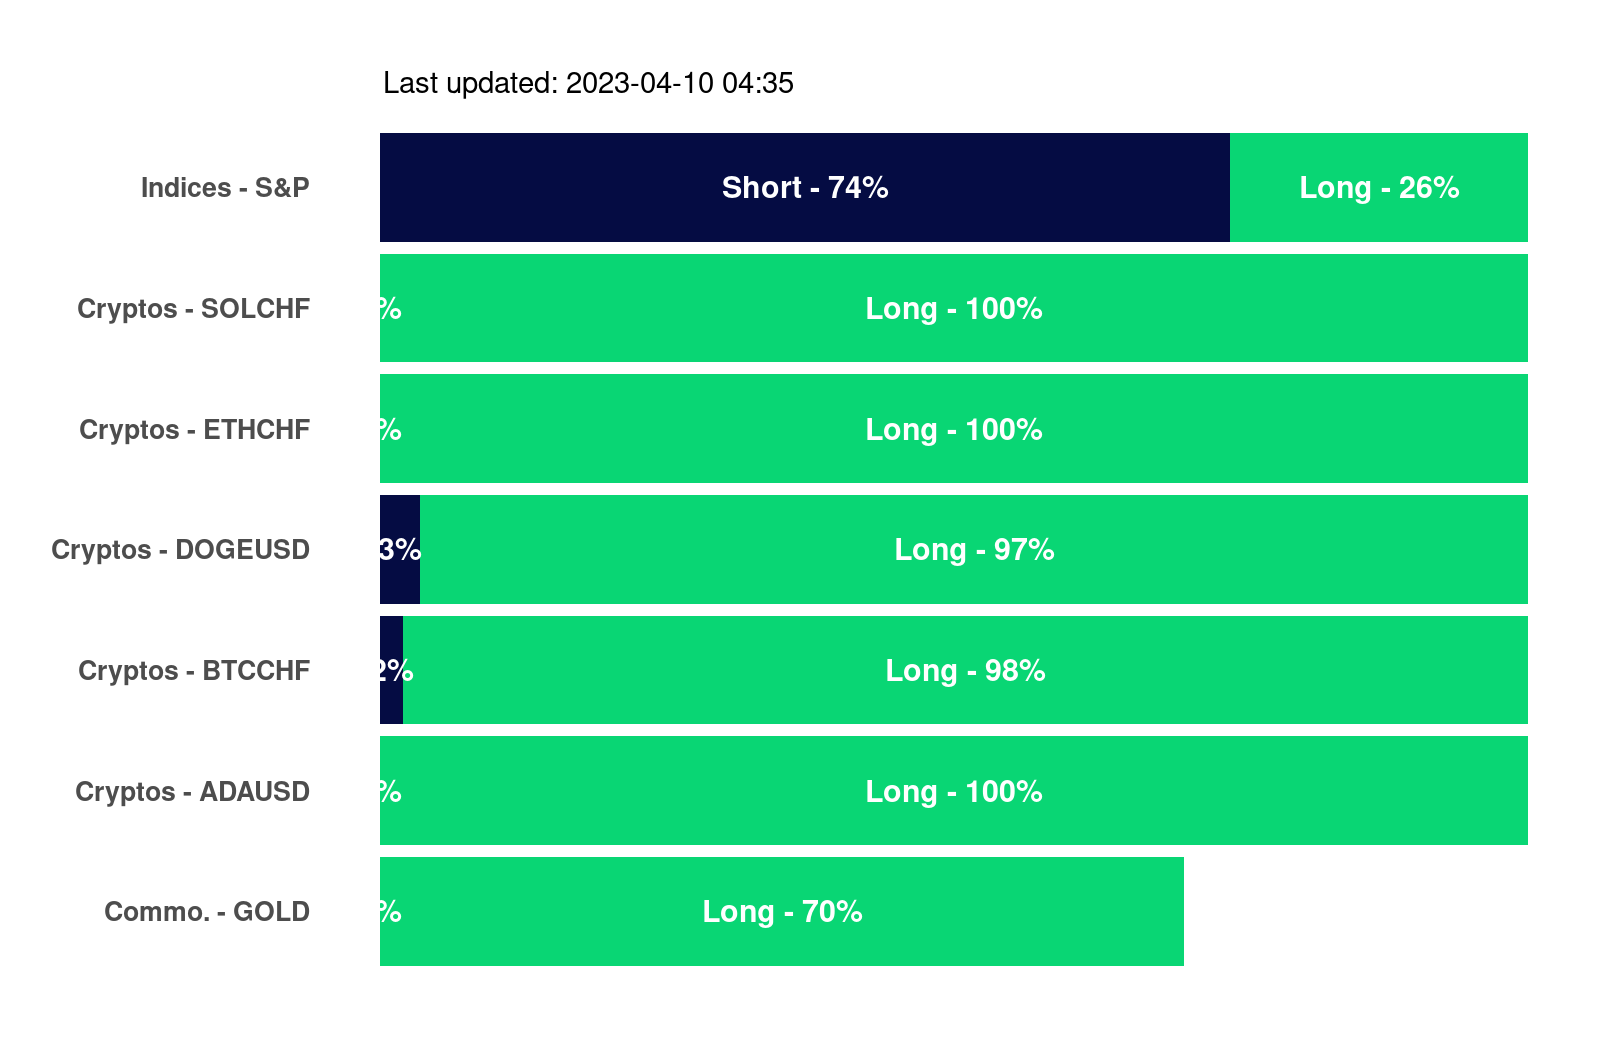 Last updated: 2023-04-10 04:35
Indices - S&P Short - 74% Long - 26%
Cryptos - SOLCHF % Long - 100%
Cryptos - ETHCHF % Long - 100%
Cryptos - DOGEUSD 3% Long - 97%
Cryptos - BTCCHF 2% Long - 98%
Cryptos - ADAUSD % Long - 100%
Commo. - GOLD % Long - 70%